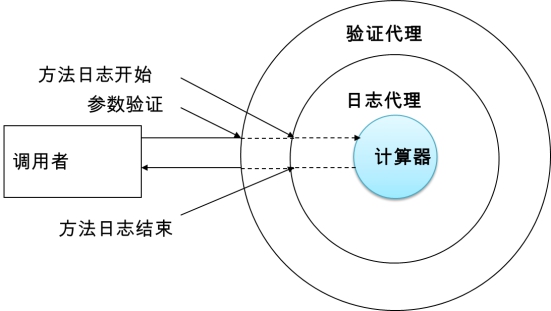 验证代理
方法日志开始
参数验证
日志代理
调用者
计算器
方法日志结束